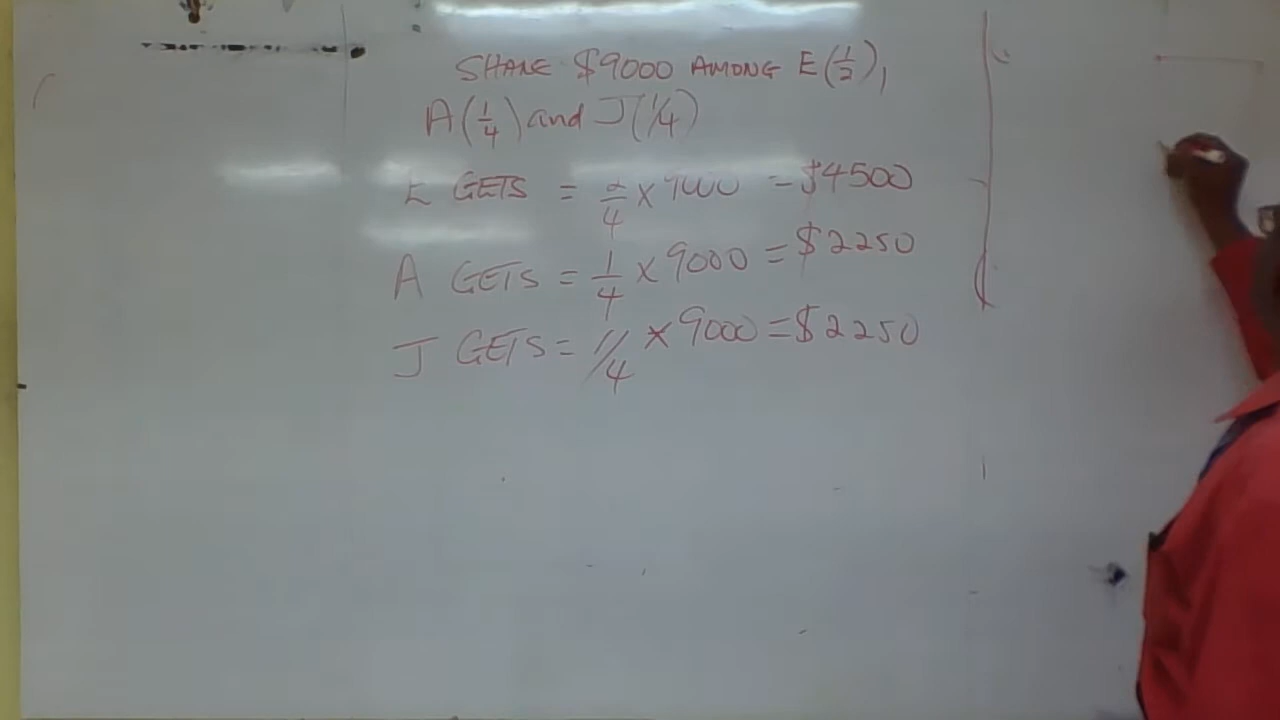 SHARE $9000 AMONG E(1/2),
A(1/4) and J(1/4)
E GETS = 2/4 x 9000 = $4500
A GETS = 1/4 x 9000 = $2250
J GETS = 1/4 x 9000 = $2250